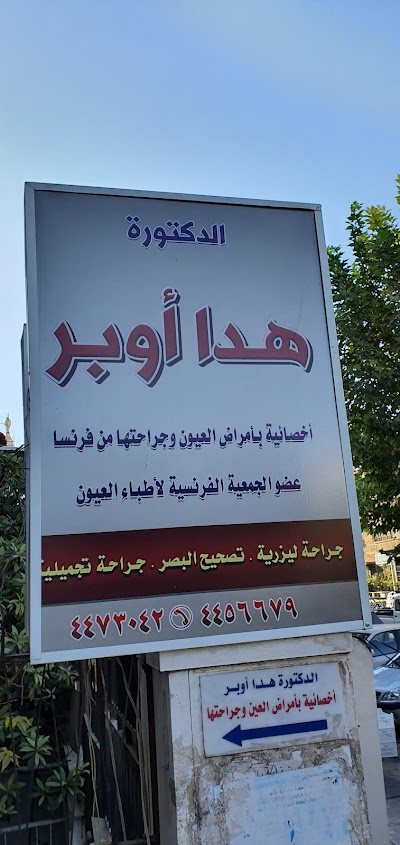 الدكتورة
هدا أوبر
أخصائية بأمراض العيون وجراحتها من فرنسا
عضو الجمعية الفرنسية لأطباء العيون
جراحة ليزرية . تصحيح البصر . جراحة تجميلية
٤٤٧٣٠٤٢ ٤٤٥٦٦٧٩
الدكتورة هدا أوبر
أخصائية بأمراض العين وجراحتها